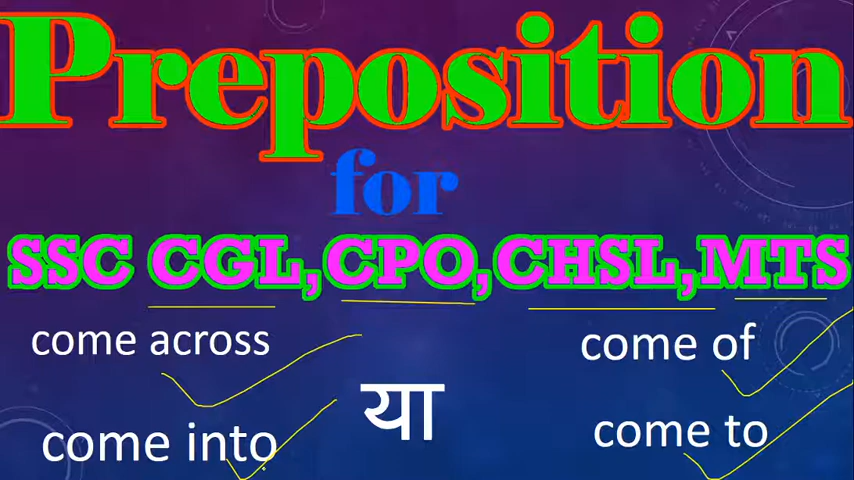 Preposition
for
SSC CGL,CPO,CHSL,MTS
come across
come of
या
come into
come to